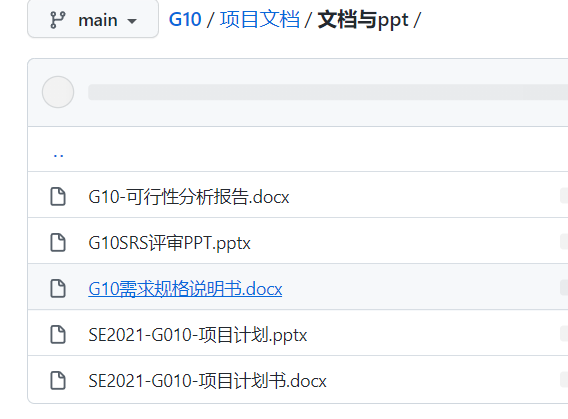 main G10 / 项目文档 / 文档与ppt /
..
G10-可行性分析报告.docx
G10SRS评审PPT.pptx
G10需求规格说明书.docx
SE2021-G010-项目计划.pptx
SE2021-G010-项目计划书.docx